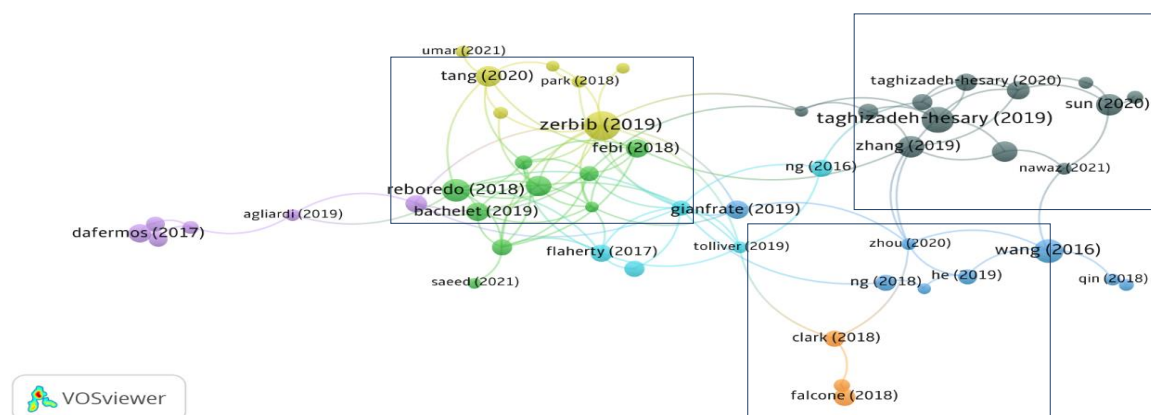 umar (2021)
tang (2020)
park (2018)
taghizadeh-hesary (2020)
sun (2020)
zerbib (2019)
taghizadeh-hesary (2019)
febi (2018)
zhang (2019)
ng (2016)
nawaz (2021)
reboredo (2018)
bachelet (2019)
gianfrate (2019)
agliardi (2019)
dafermos (2017)
flaherty (2017)
tolliver (2019)
zhou (2020)
wang (2016)
saeed (2021)
ng (2018)
he (2019)
qin (2018)
clark (2018)
falcone (2018)
VOSviewer